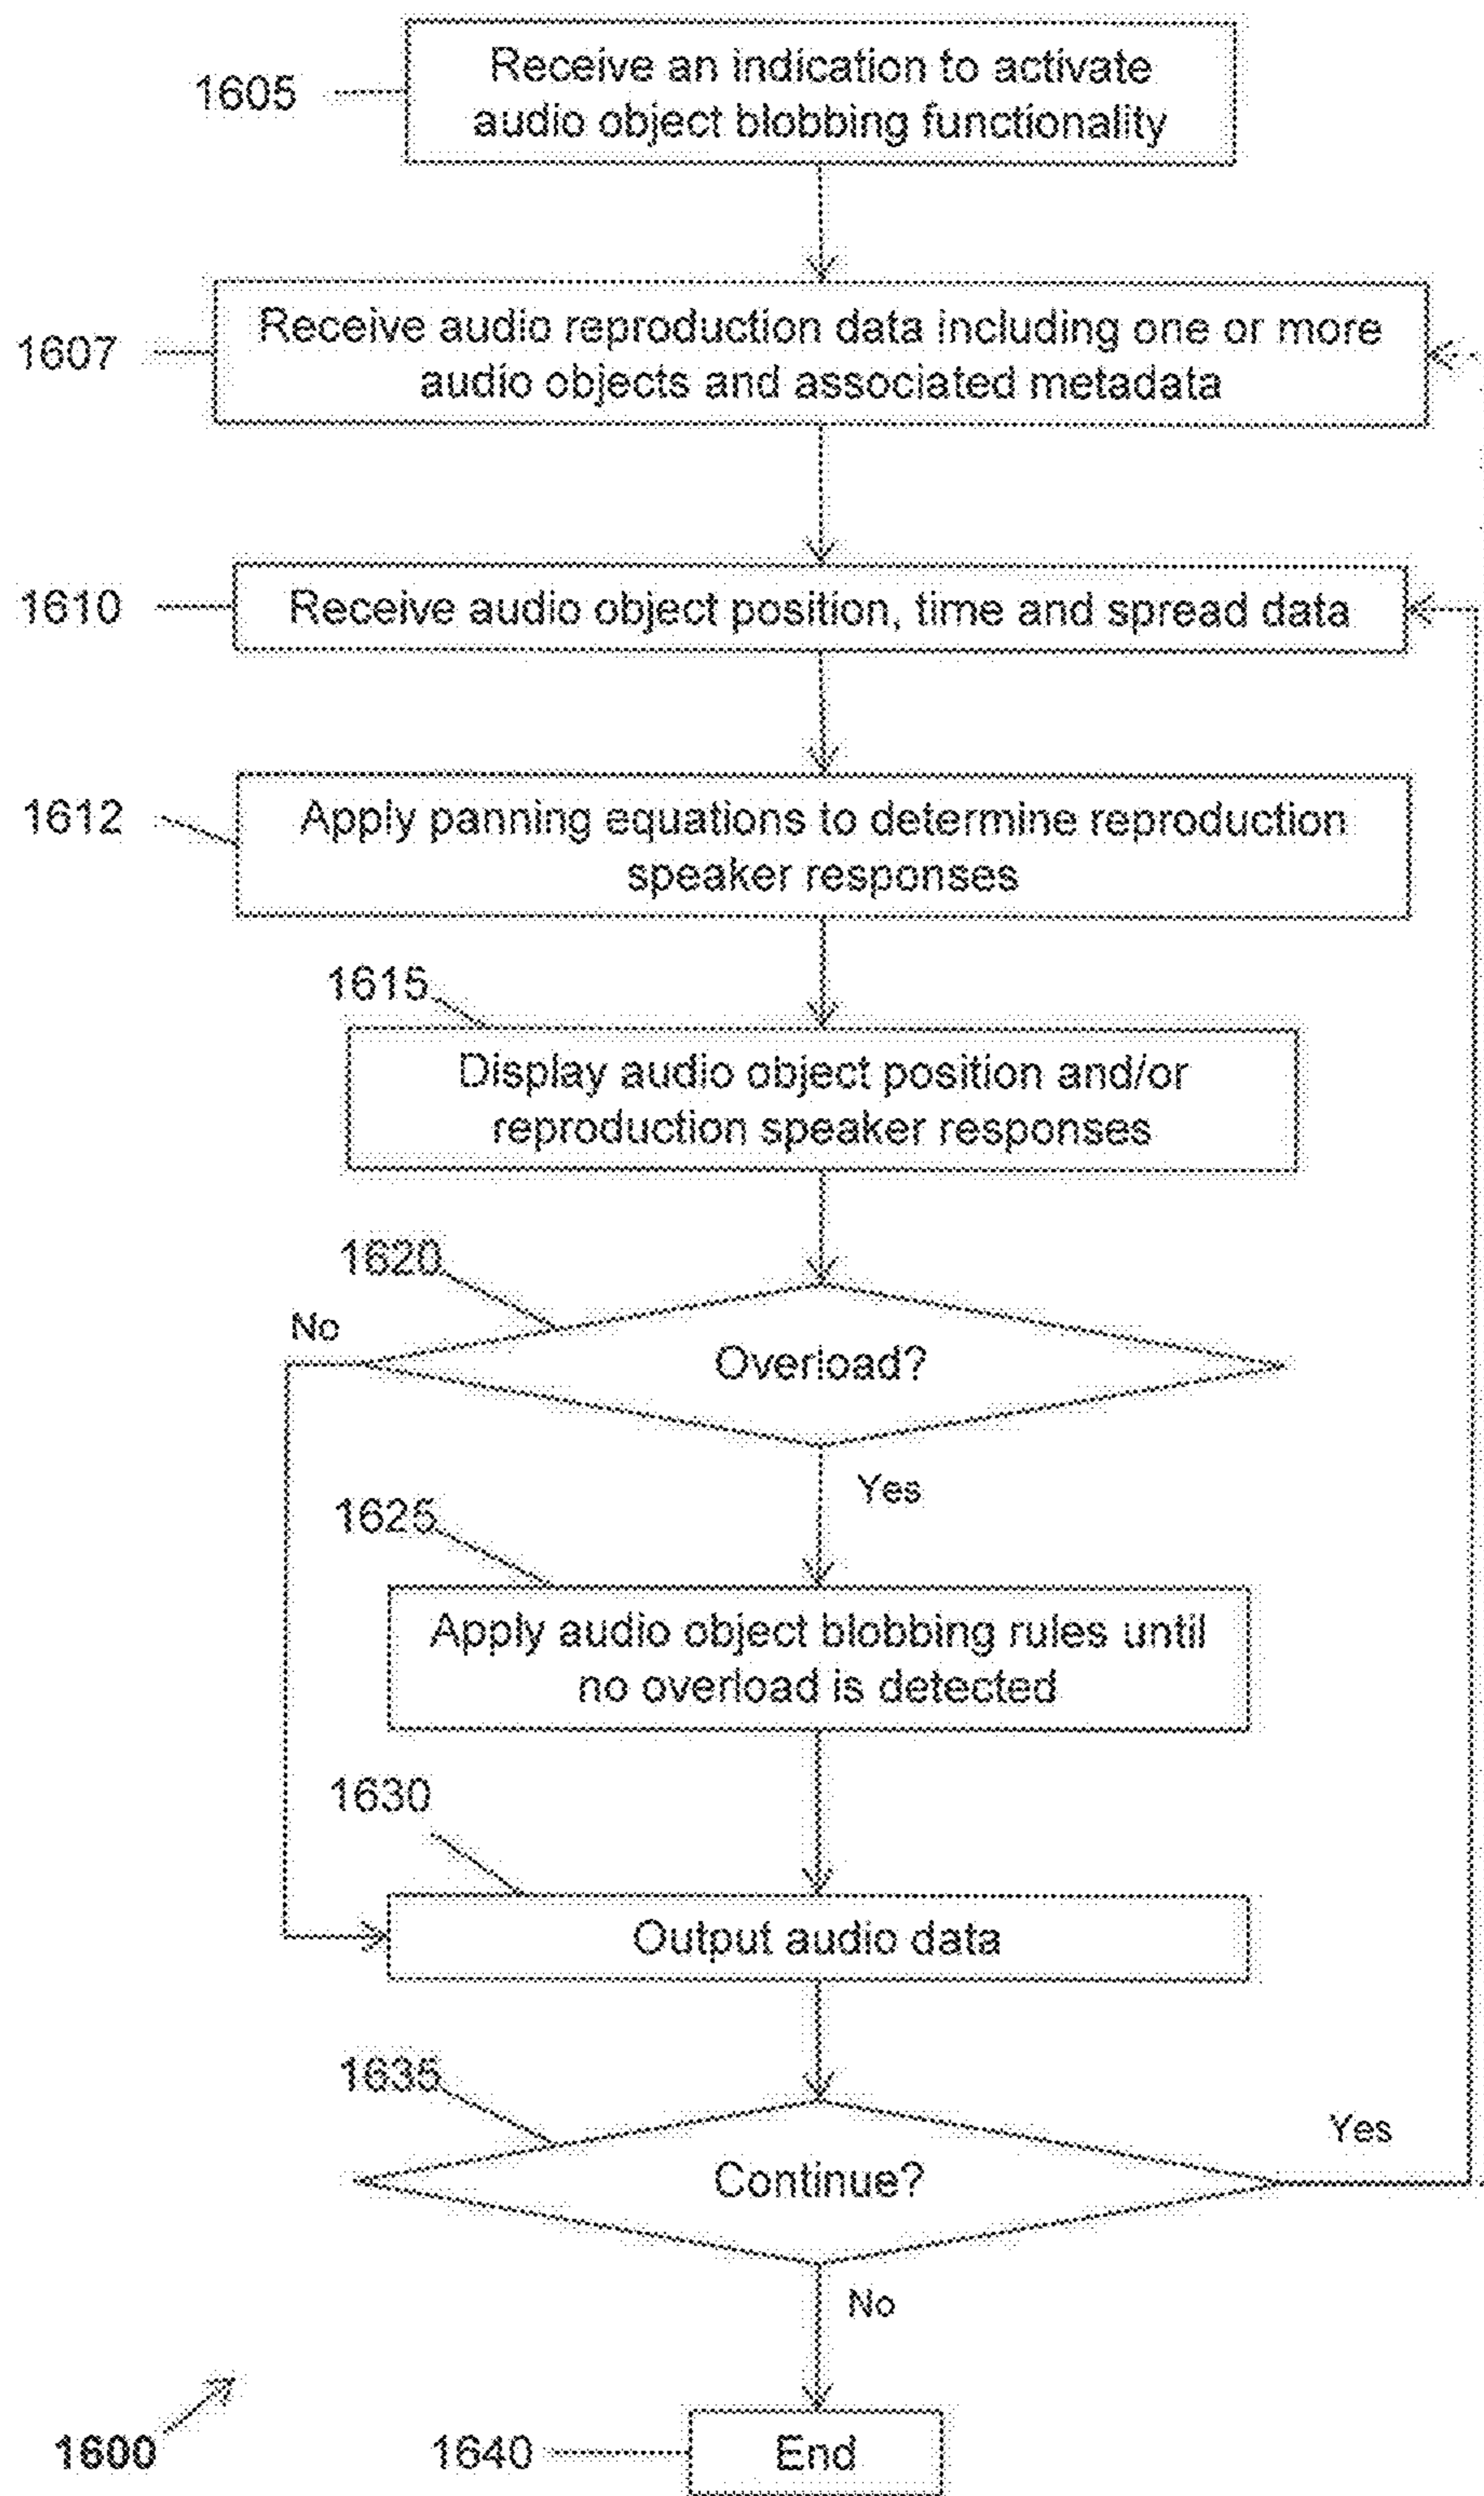 1605
Receive an indication to activate
audio object blobbing functionality
1607
Receive audio reproduction data including one or more
audio objects and associated metadata
1610
Receive audio object position, time and spread data
1612
Apply panning equations to determine reproduction
speaker responses
1615
Display audio object position and/or
reproduction speaker responses
1620
No
Overload?
Yes
1625
Apply audio object blobbing rules until
no overload is detected
1630
Output audio data
1635
Yes
Continue?
No
1600
1640
End